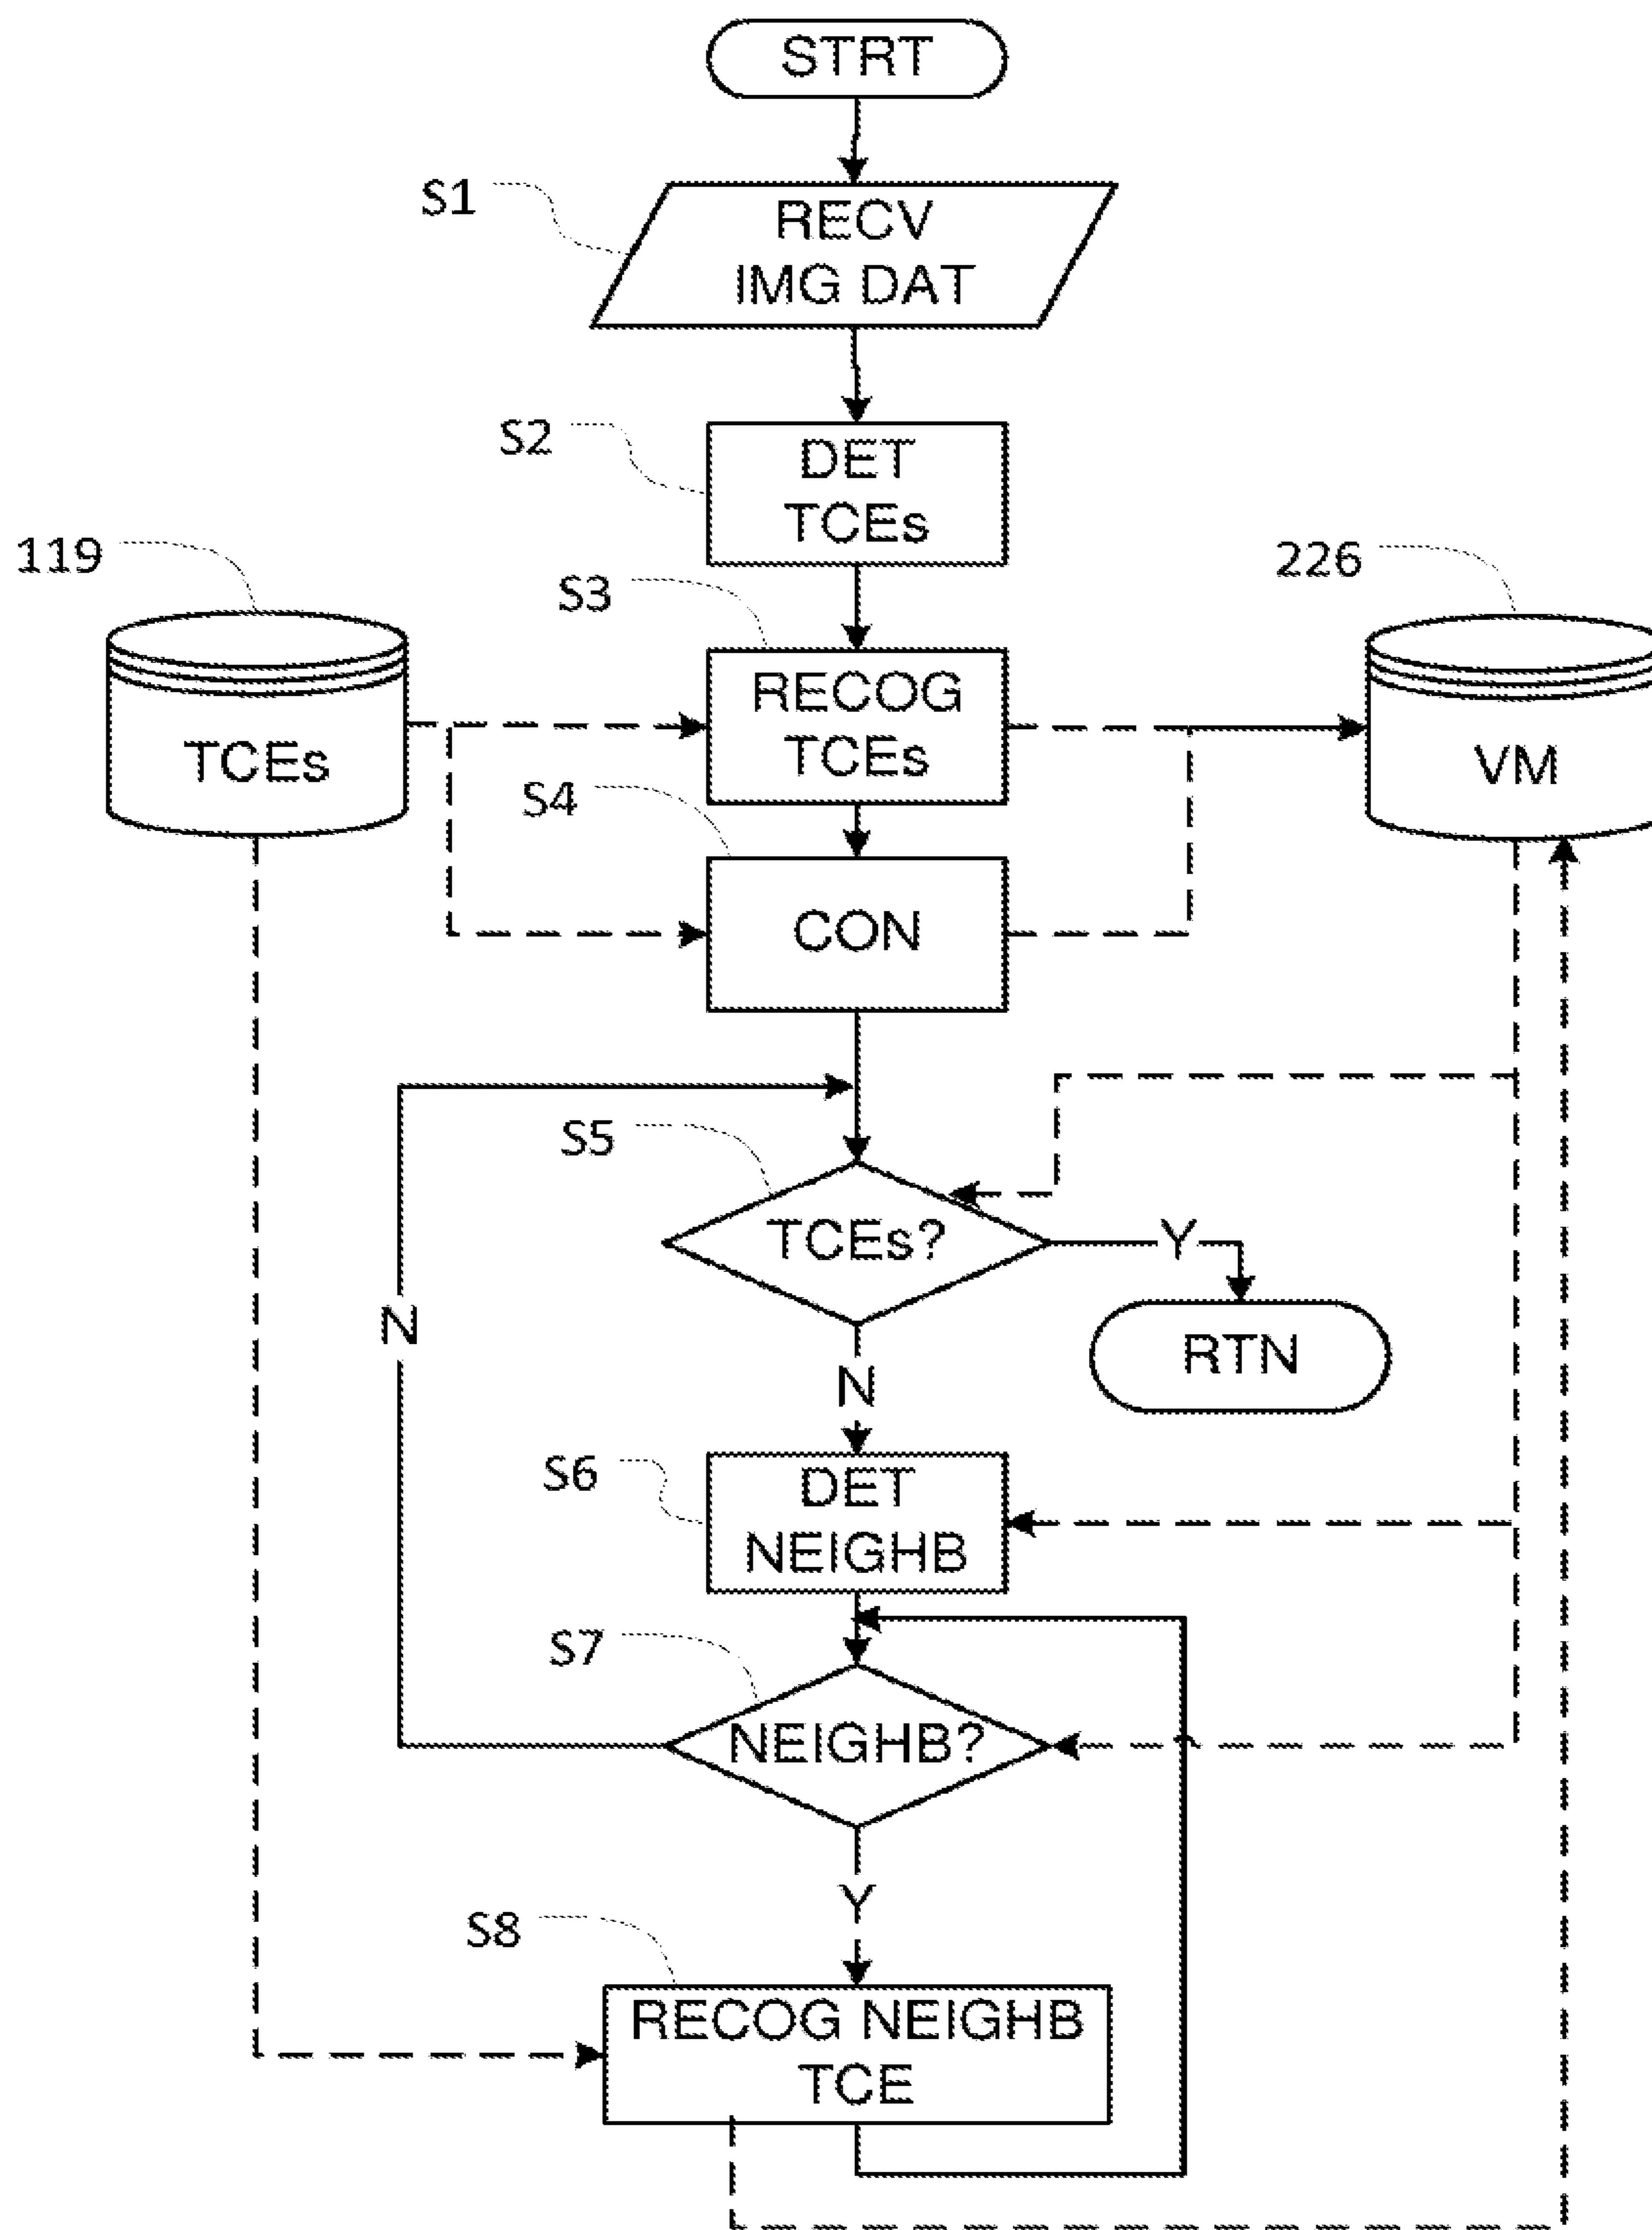 STRT
S1
RECV
IMG DAT
S2
DET
TCEs
119
226
S3
RECOG
TCEs
TCEs
VM
S4
CON
S5
TCEs?
Y
N
RTN
N
S6
DET
NEIGHB
S7
NEIGHB?
Y
S8
RECOG NEIGHB
TCE